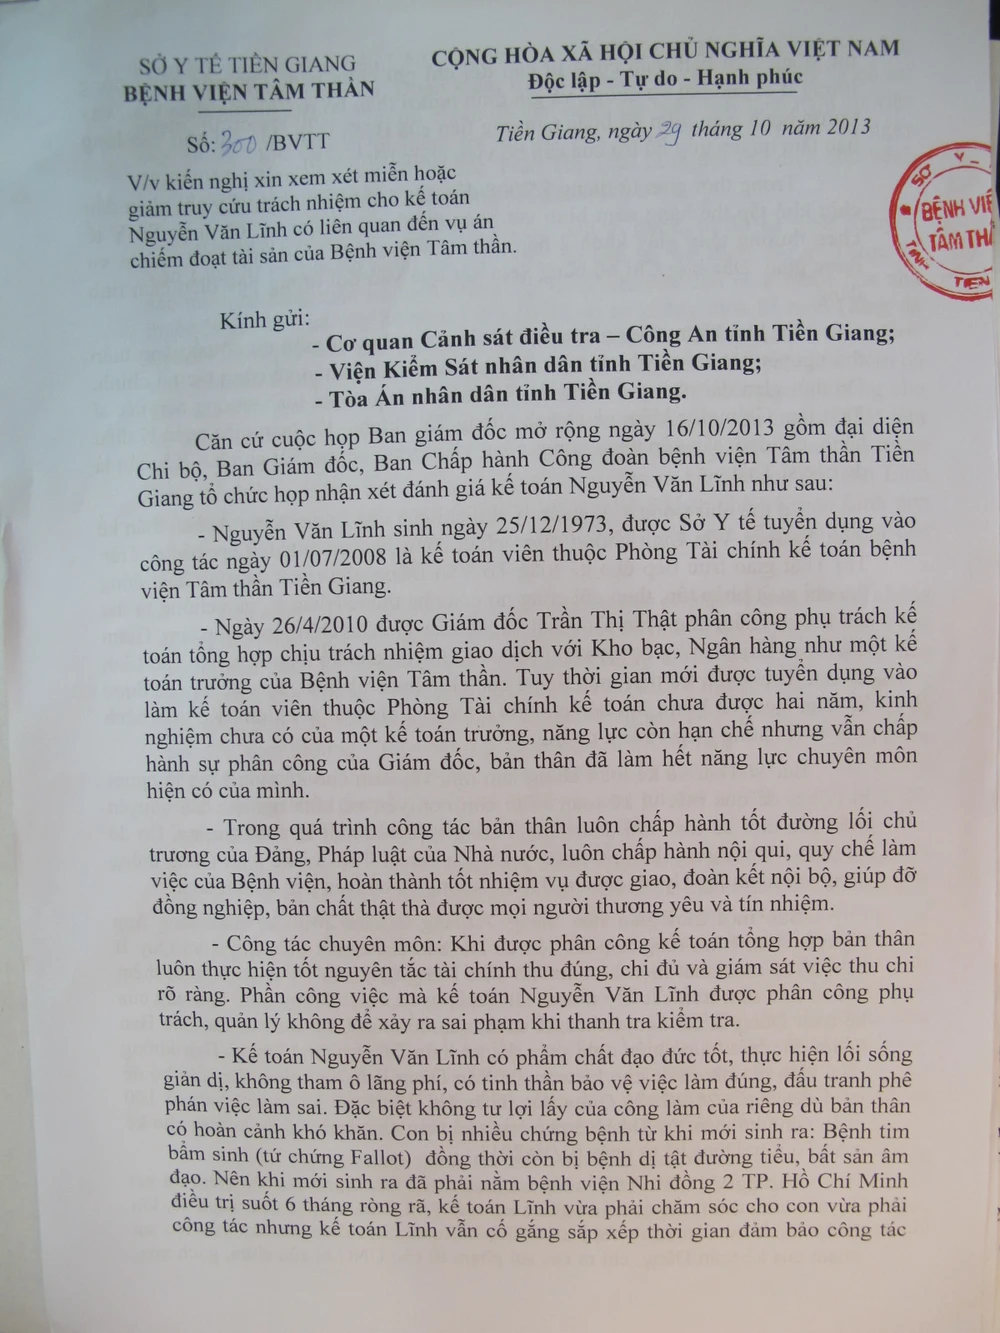 SỞ Y TẾ TIỀN GIANG
BỆNH VIỆN TÂM THẦN
CỘNG HÒA XÃ HỘI CHỦ NGHĨA VIỆT NAM
Độc lập - Tự do - Hạnh phúc
Số: 300 /BVTT
Tiền Giang, ngày 29 tháng 10 năm 2013
V/v kiến nghị xin xem xét miễn hoặc
giảm truy cứu trách nhiệm cho kế toán
Nguyễn Văn Lĩnh có liên quan đến vụ án
chiếm đoạt tài sản của Bệnh viện Tâm thần.
SỞ Y
BỆNH VIỆ
TÂM THẦ
TỈNH TIỀN
Kính gửi:
- Cơ quan Cảnh sát điều tra – Công An tỉnh Tiền Giang;
- Viện Kiểm Sát nhân dân tỉnh Tiền Giang;
- Tòa Án nhân dân tỉnh Tiền Giang.
Căn cứ cuộc họp Ban giám đốc mở rộng ngày 16/10/2013 gồm đại diện
Chi bộ, Ban Giám đốc, Ban Chấp hành Công đoàn bệnh viện Tâm thần Tiền
Giang tổ chức họp nhận xét đánh giá kế toán Nguyễn Văn Lĩnh như sau:
- Nguyễn Văn Lĩnh sinh ngày 25/12/1973, được Sở Y tế tuyển dụng vào
công tác ngày 01/07/2008 là kế toán viên thuộc Phòng Tài chính kế toán bệnh
viện Tâm thần Tiền Giang.
- Ngày 26/4/2010 được Giám đốc Trần Thị Thật phân công phụ trách kế
toán tổng hợp chịu trách nhiệm giao dịch với Kho bạc, Ngân hàng như một kế
toán trưởng của Bệnh viện Tâm thần. Tuy thời gian mới được tuyển dụng vào
làm kế toán viên thuộc Phòng Tài chính kế toán chưa được hai năm, kinh
nghiệm chưa có của một kế toán trưởng, năng lực còn hạn chế nhưng vẫn chấp
hành sự phân công của Giám đốc, bản thân đã làm hết năng lực chuyên môn
hiện có của mình.
- Trong quá trình công tác bản thân luôn chấp hành tốt đường lối chủ
trương của Đảng, Pháp luật của Nhà nước, luôn chấp hành nội qui, quy chế làm
việc của Bệnh viện, hoàn thành tốt nhiệm vụ được giao, đoàn kết nội bộ, giúp đỡ
đồng nghiệp, bản chất thật thà được mọi người thương yêu và tín nhiệm.
- Công tác chuyên môn: Khi được phân công kế toán tổng hợp bản thân
luôn thực hiện tốt nguyên tắc tài chính thu đúng, chi đủ và giám sát việc thu chi
rõ ràng. Phần công việc mà kế toán Nguyễn Văn Lĩnh được phân công phụ
trách, quản lý không để xảy ra sai phạm khi thanh tra kiểm tra.
- Kế toán Nguyễn Văn Lĩnh có phẩm chất đạo đức tốt, thực hiện lối sống
giản dị, không tham ô lãng phí, có tinh thần bảo vệ việc làm đúng, đấu tranh phê
phán việc làm sai. Đặc biệt không tư lợi lấy của công làm của riêng dù bản thân
có hoàn cảnh khó khăn. Con bị nhiều chứng bệnh từ khi mới sinh ra: Bệnh tim
bẩm sinh (tứ chứng Fallot) đồng thời còn bị bệnh dị tật đường tiểu, bất sản âm
đạo. Nên khi mới sinh ra đã phải nằm bệnh viện Nhi đồng 2 TP. Hồ Chí Minh
điều trị suốt 6 tháng ròng rã, kế toán Lĩnh vừa phải chăm sóc cho con vừa phải
công tác nhưng kế toán Lĩnh vẫn cố gắng sắp xếp thời gian đảm bảo công tác